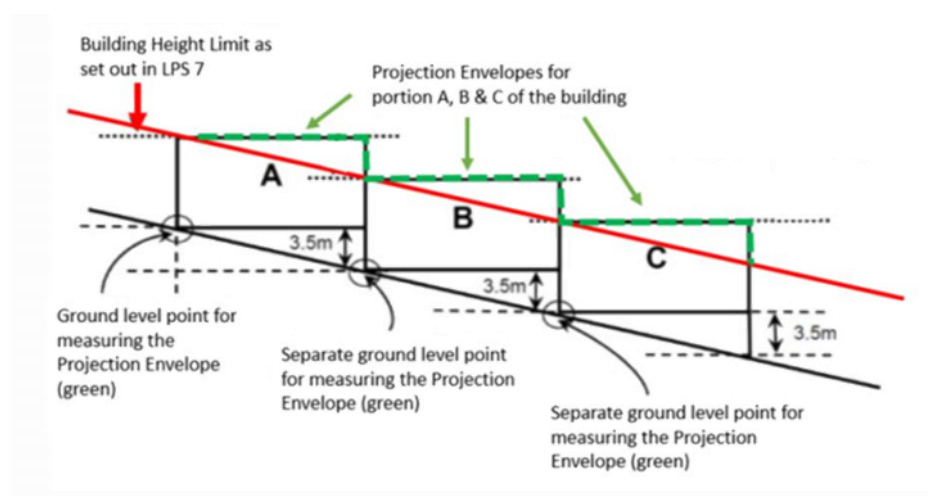 Building Height Limit as
set out in LPS 7
Projection Envelopes for
portion A, B & C of the building
A
B
C
3.5m
3.5m
3.5m
Ground level point for
measuring the
Projection Envelope
(green)
Separate ground level point
for measuring the Projection
Envelope (green)
Separate ground level point for
measuring the Projection
Envelope (green)